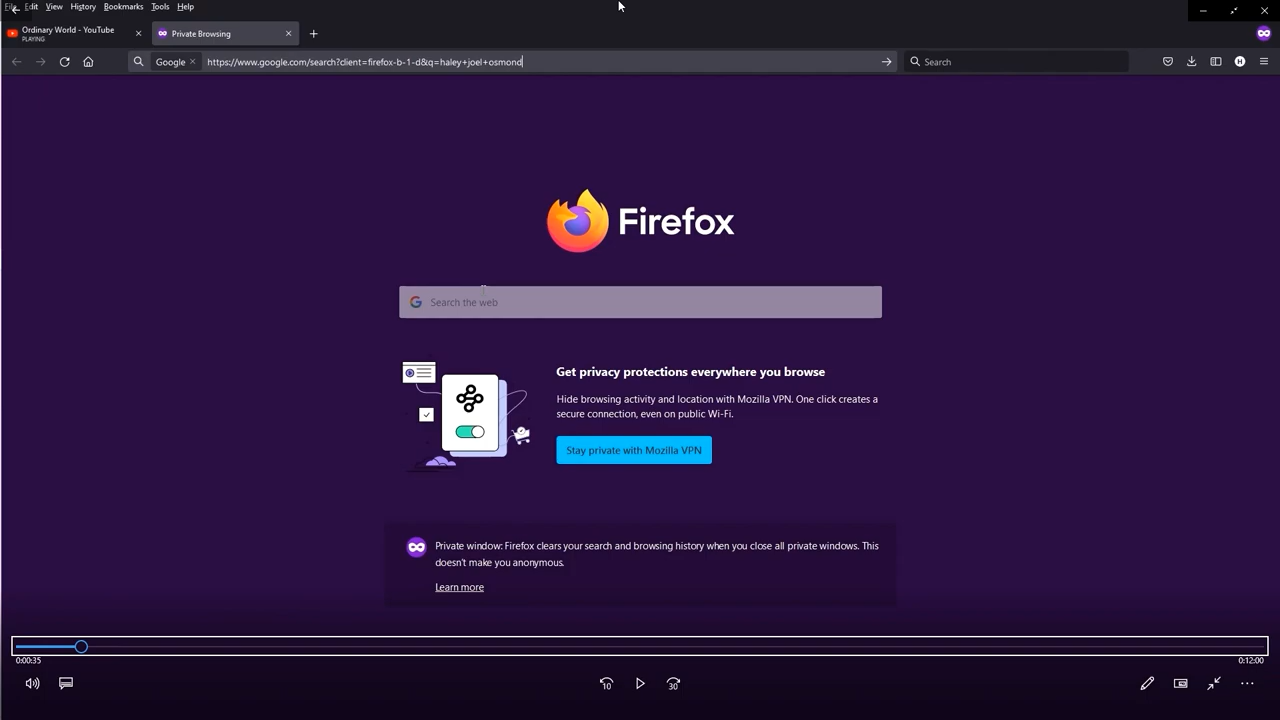 File Edit View History Bookmarks Tools Help
Ordinary World - YouTube
PLAYING
Private Browsing
Google
https://www.google.com/search?client=firefox-b-1-d&q=haley+joel+osmond
Search
H
Firefox
Search the web
Get privacy protections everywhere you browse
Hide browsing activity and location with Mozilla VPN. One click creates a
secure connection, even on public Wi-Fi.
Stay private with Mozilla VPN
Private window: Firefox clears your search and browsing history when you close all private windows. This
doesn't make you anonymous.
Learn more
0:00:35
0:12:00
10
30